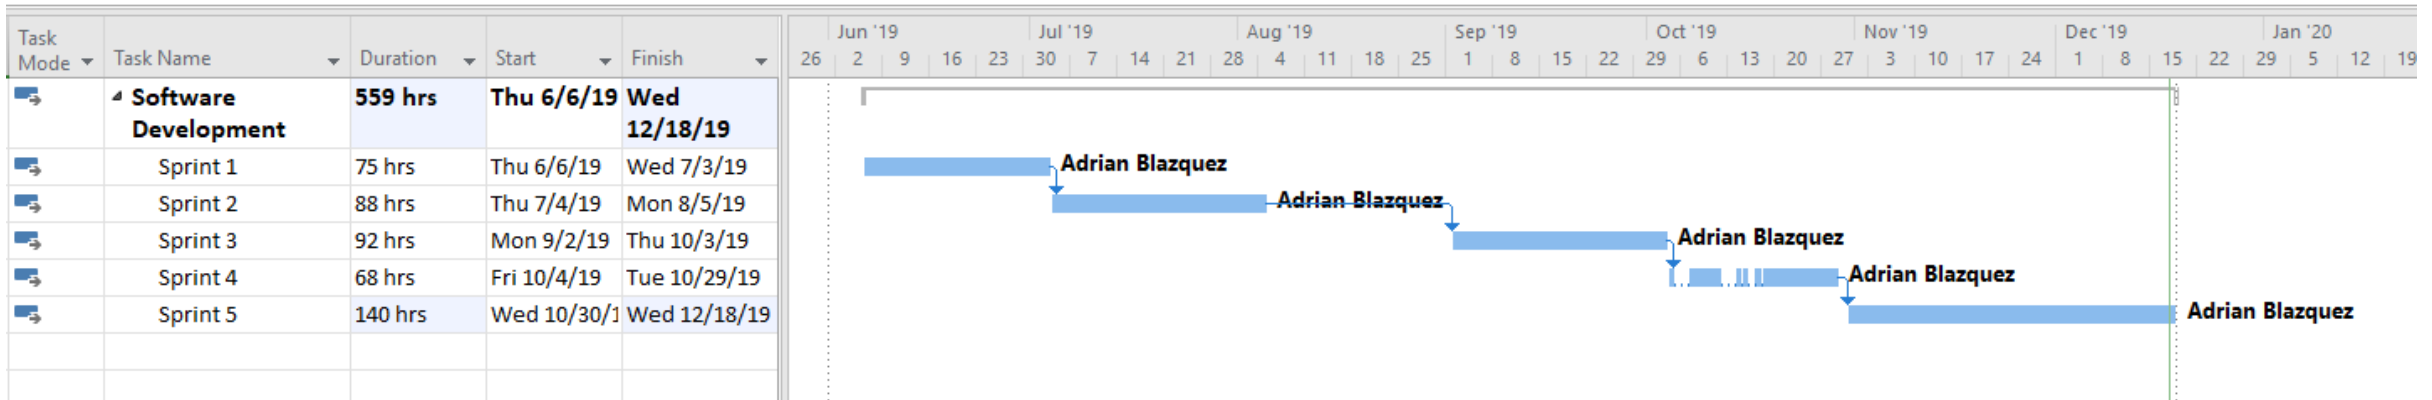 Task Mode Task Name Duration Start Finish
Software Development 559 hrs Thu 6/6/19 Wed 12/18/19
Sprint 1 75 hrs Thu 6/6/19 Wed 7/3/19
Sprint 2 88 hrs Thu 7/4/19 Mon 8/5/19
Sprint 3 92 hrs Mon 9/2/19 Thu 10/3/19
Sprint 4 68 hrs Fri 10/4/19 Tue 10/29/19
Sprint 5 140 hrs Wed 10/30/1 Wed 12/18/19
Jun '19 Jul '19 Aug '19 Sep '19 Oct '19 Nov '19 Dec '19 Jan '20
26 2 9 16 23 30 7 14 21 28 4 11 18 25 1 8 15 22 29 6 13 20 27 3 10 17 24 1 8 15 22 29 5 12 19
Adrian Blazquez
Adrian Blazquez
Adrian Blazquez
Adrian Blazquez
Adrian Blazquez